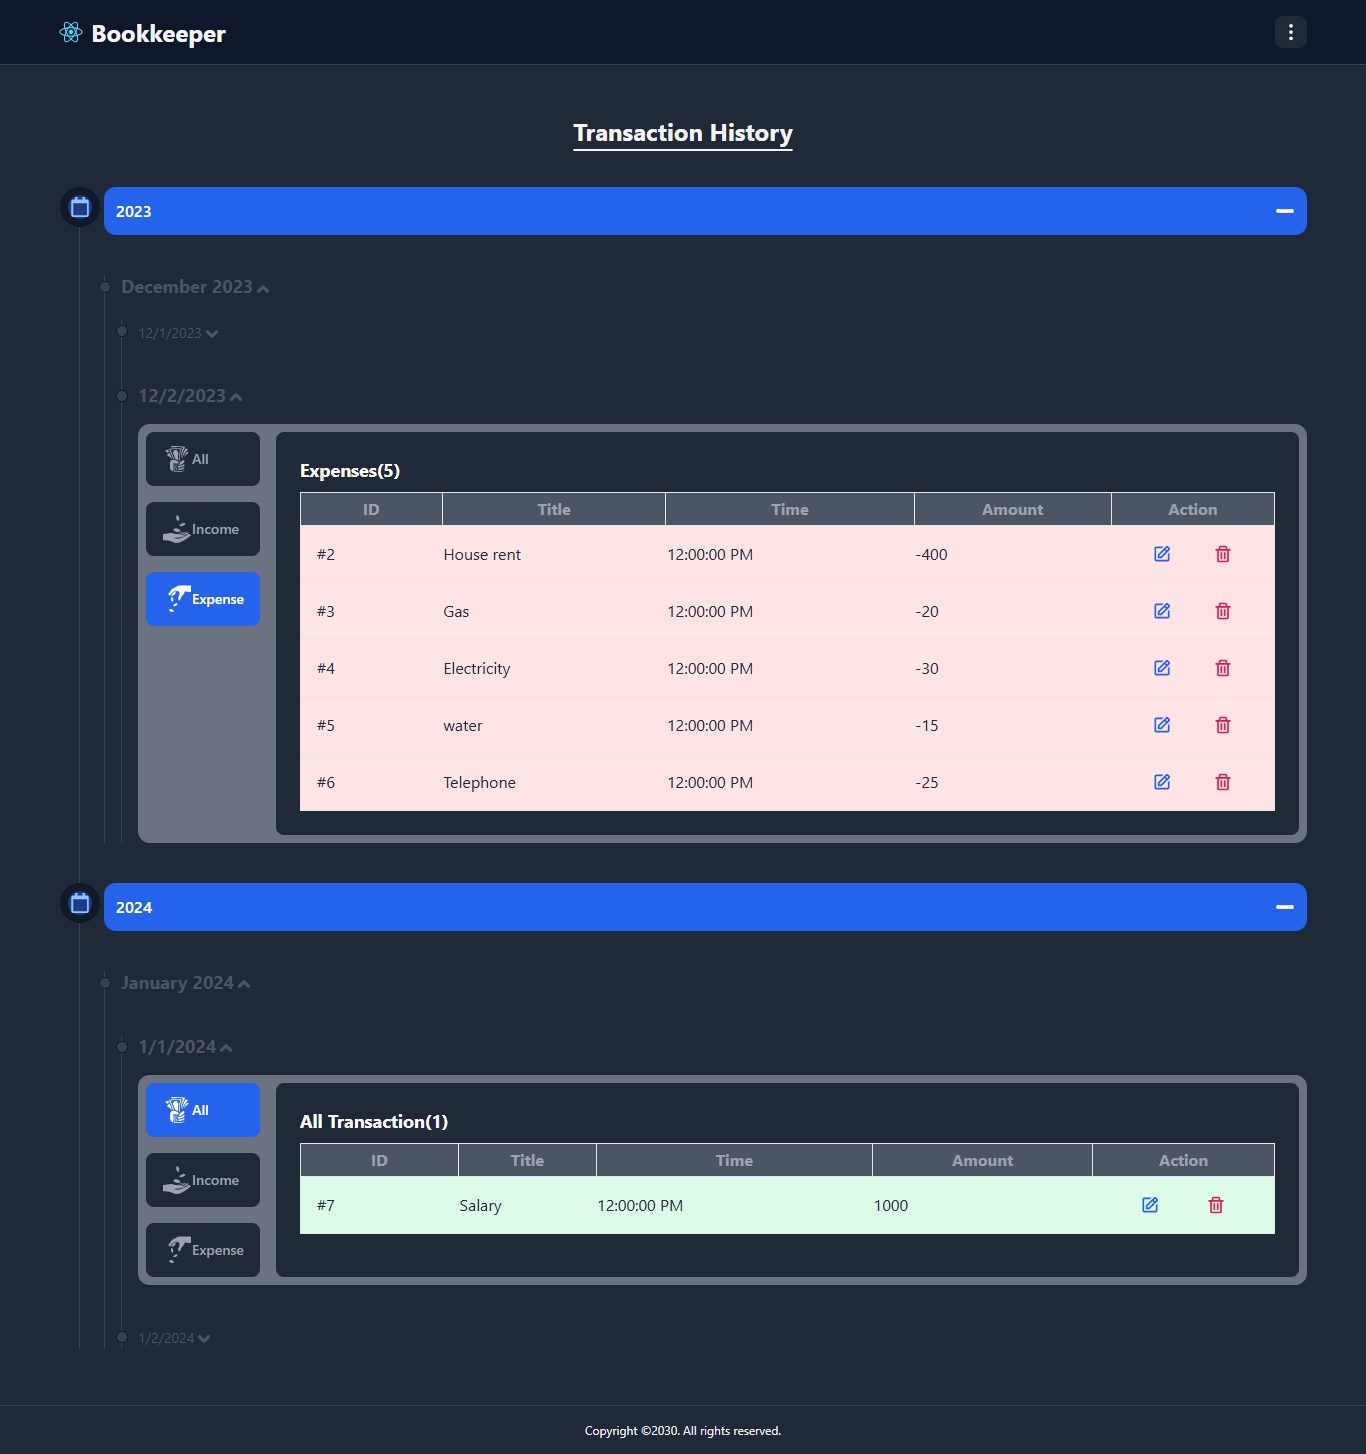 Bookkeeper
Transaction History
2023
December 2023
12/1/2023
12/2/2023
All
Income
Expense
Expenses(5)
ID Title Time Amount Action
#2 House rent 12:00:00 PM -400
#3 Gas 12:00:00 PM -20
#4 Electricity 12:00:00 PM -30
#5 water 12:00:00 PM -15
#6 Telephone 12:00:00 PM -25
2024
January 2024
1/1/2024
All
Income
Expense
All Transaction(1)
ID Title Time Amount Action
#7 Salary 12:00:00 PM 1000
1/2/2024
Copyright ©2030. All rights reserved.